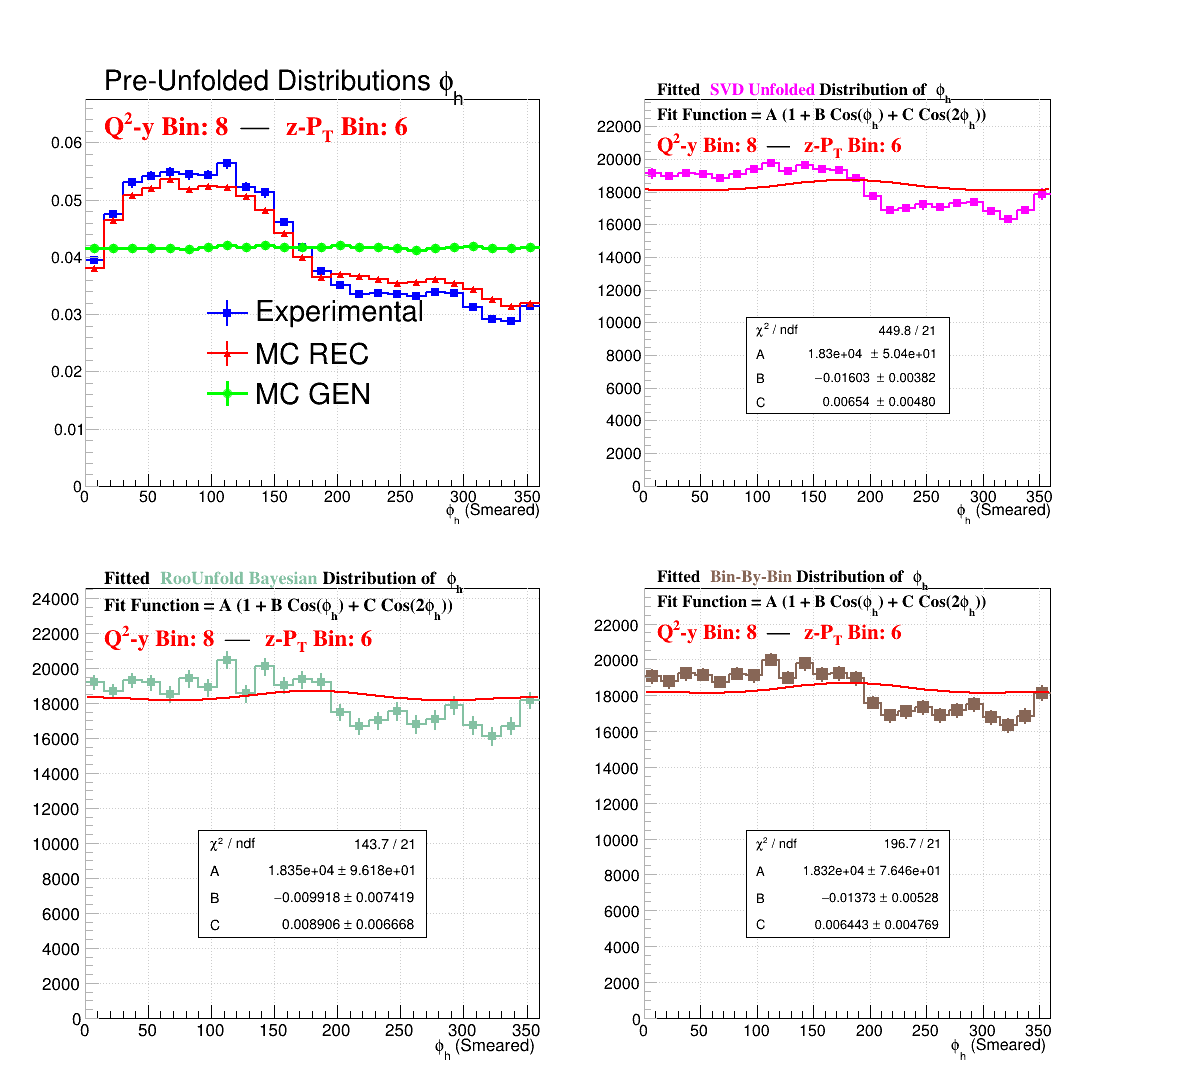 Pre-Unfolded Distributions ϕh
Q2-y Bin: 8 — z-PT Bin: 6
0.06
0.05
0.04
0.03
0.02
0.01
0
Experimental
MC REC
MC GEN
0 50 100 150 200 250 300 350
ϕh (Smeared)
Fitted SVD Unfolded Distribution of ϕh
Fit Function = A (1 + B Cos(ϕh) + C Cos(2ϕh))
Q2-y Bin: 8 — z-PT Bin: 6
22000
20000
18000
16000
14000
12000
10000
8000
6000
4000
2000
0
χ2 / ndf 449.8 / 21
A 1.83e+04 ± 5.04e+01
B −0.01603 ± 0.00382
C 0.00654 ± 0.00480
0 50 100 150 200 250 300 350
ϕh (Smeared)
Fitted RooUnfold Bayesian Distribution of ϕh
Fit Function = A (1 + B Cos(ϕh) + C Cos(2ϕh))
Q2-y Bin: 8 — z-PT Bin: 6
24000
22000
20000
18000
16000
14000
12000
10000
8000
6000
4000
2000
0
χ2 / ndf 143.7 / 21
A 1.835e+04 ± 9.618e+01
B −0.009918 ± 0.007419
C 0.008906 ± 0.006668
0 50 100 150 200 250 300 350
ϕh (Smeared)
Fitted Bin-By-Bin Distribution of ϕh
Fit Function = A (1 + B Cos(ϕh) + C Cos(2ϕh))
Q2-y Bin: 8 — z-PT Bin: 6
22000
20000
18000
16000
14000
12000
10000
8000
6000
4000
2000
0
χ2 / ndf 196.7 / 21
A 1.832e+04 ± 7.646e+01
B −0.01373 ± 0.00528
C 0.006443 ± 0.004769
0 50 100 150 200 250 300 350
ϕh (Smeared)